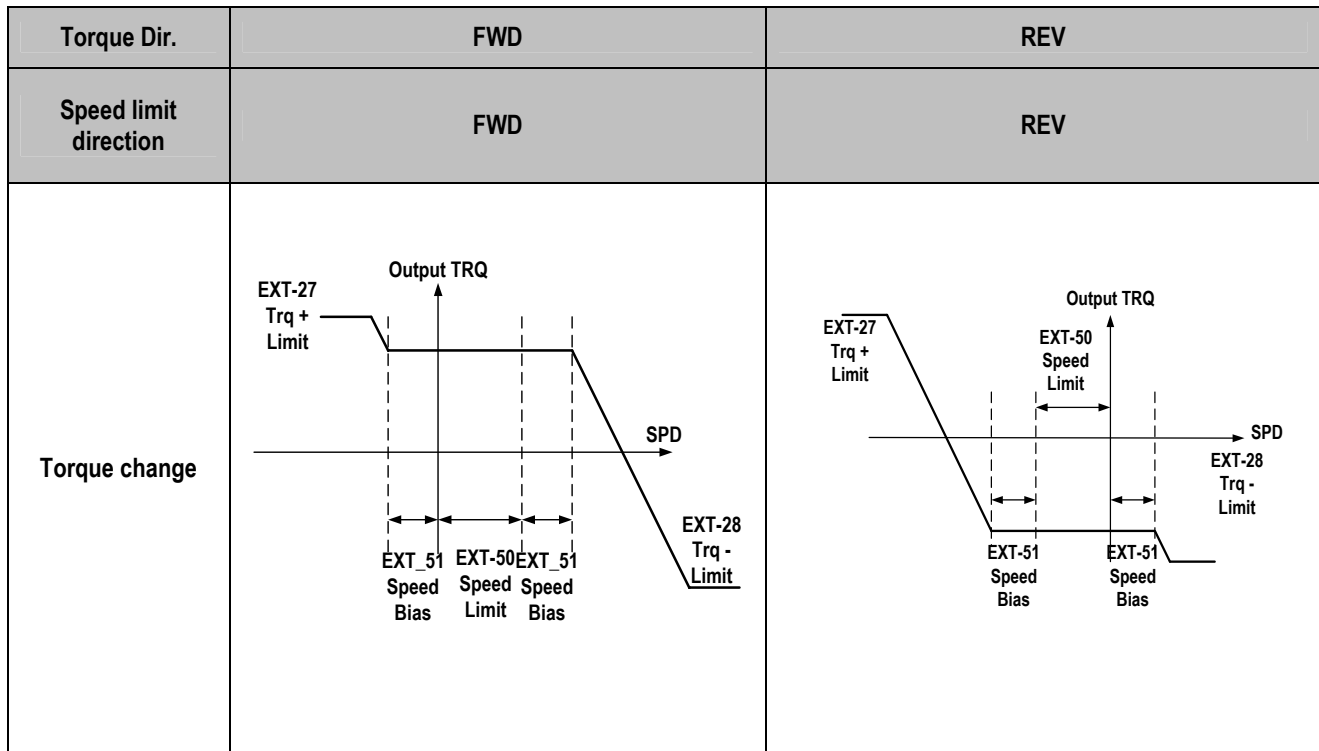 Torque Dir.
FWD
REV
Speed limit
direction
FWD
REV
Torque change
Output TRQ
EXT-27
Trq +
Limit
SPD
EXT-28
Trq -
Limit
EXT_51
Speed
Bias
EXT-50
Speed
Limit
EXT_51
Speed
Bias
Output TRQ
EXT-27
Trq +
Limit
EXT-50
Speed
Limit
SPD
EXT-28
Trq -
Limit
EXT-51
Speed
Bias
EXT-51
Speed
Bias